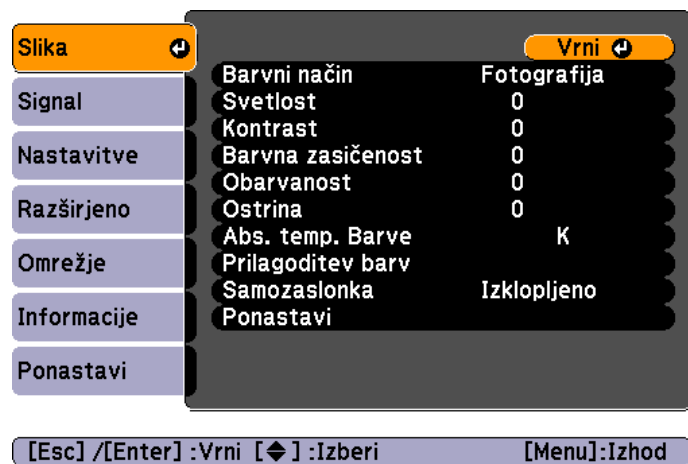 Slika
Signal
Nastavitve
Razširjeno
Omrežje
Informacije
Ponastavi
Vrni
Barvni način Fotografija
Svetlost 0
Kontrast 0
Barvna zasičenost 0
Obarvanost 0
Ostrina 0
Abs. temp. Barve K
Prilagoditev barv
Samozaslonka Izklopljeno
Ponastavi
[Esc] /[Enter] :Vrni [◆] :Izberi [Menu]:Izhod